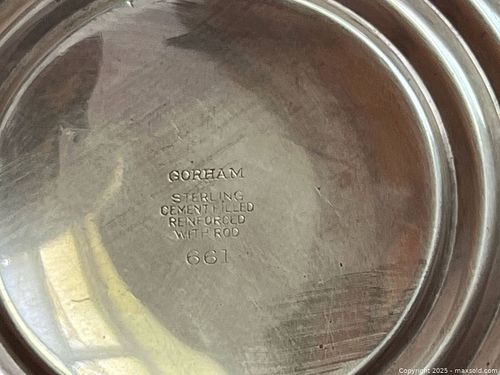 GORHAM
STERLING
CEMENT FILLED
REINFORCED
WITH ROD
661
Copyright © 2025 - maxsold.com